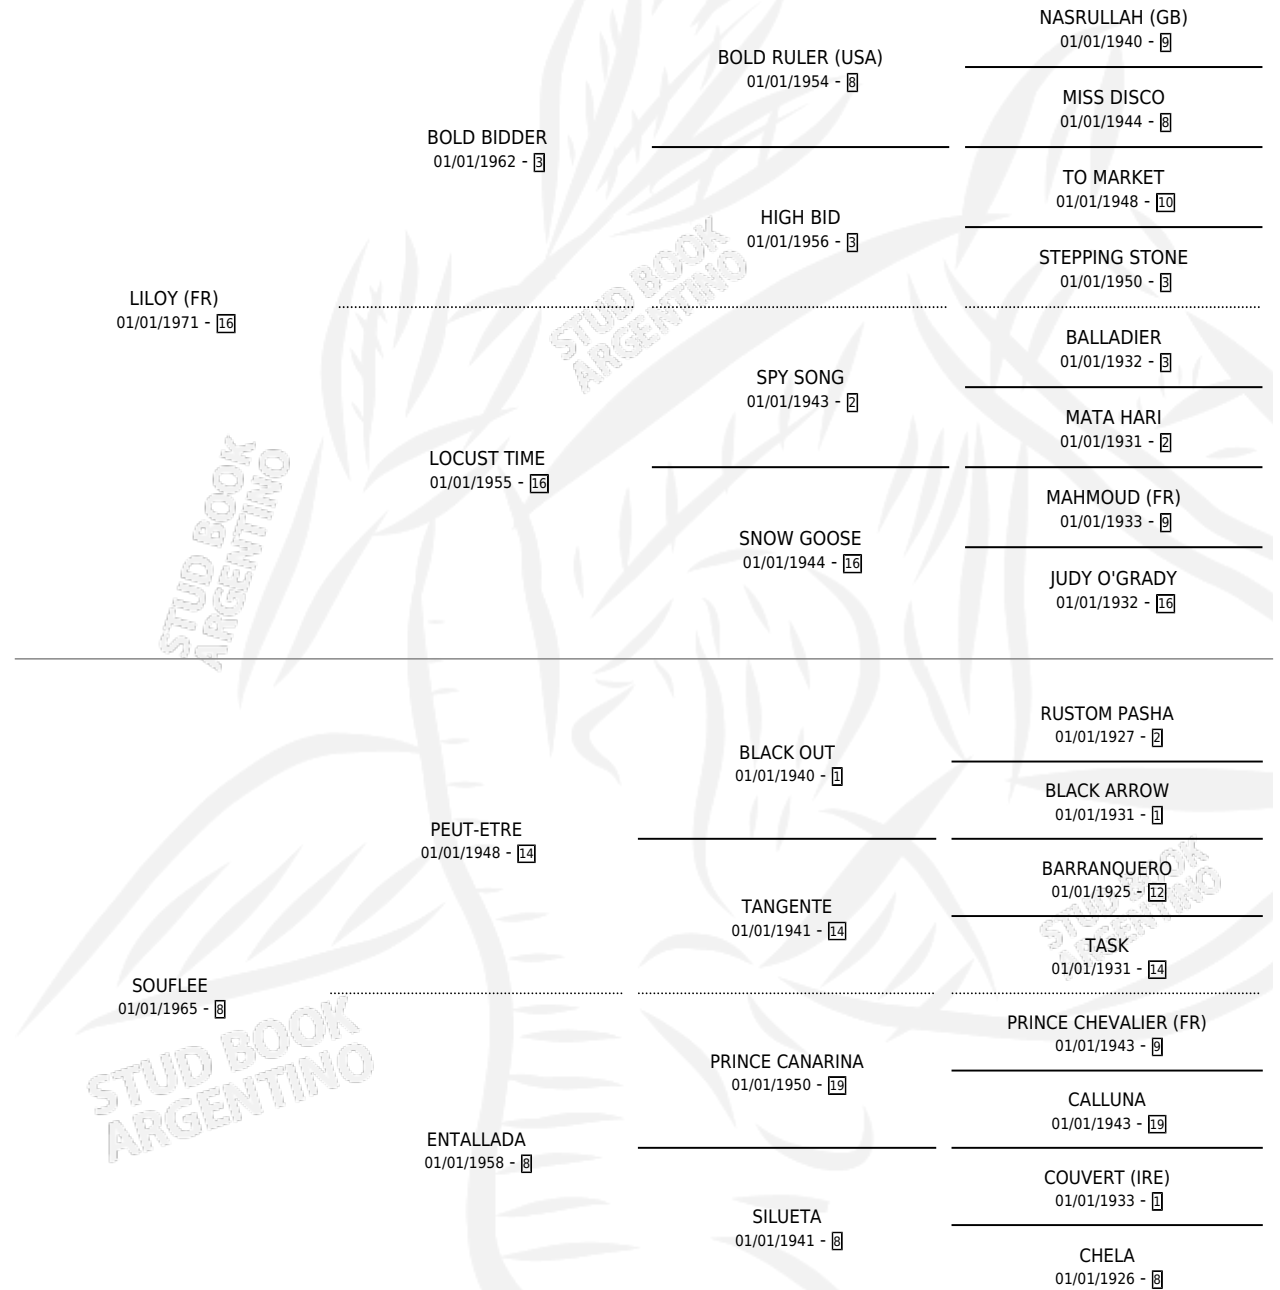 NASRULLAH (GB)
01/01/1940 - 9
BOLD RULER (USA)
01/01/1954 - 8
MISS DISCO
01/01/1944 - 8
BOLD BIDDER
01/01/1962 - 3
TO MARKET
01/01/1948 - 10
HIGH BID
01/01/1956 - 3
STEPPING STONE
01/01/1950 - 3
LILOY (FR)
01/01/1971 - 16
STUD BOOK
ARGENTINO
BALLADIER
01/01/1932 - 3
SPY SONG
01/01/1943 - 2
MATA HARI
01/01/1931 - 2
LOCUST TIME
01/01/1955 - 16
STUD BOOK
ARGENTINO
MAHMOUD (FR)
01/01/1933 - 9
SNOW GOOSE
01/01/1944 - 16
JUDY O'GRADY
01/01/1932 - 16
RUSTOM PASHA
01/01/1927 - 2
BLACK OUT
01/01/1940 - 1
BLACK ARROW
01/01/1931 - 1
PEUT-ETRE
01/01/1948 - 14
BARRANQUERO
01/01/1925 - 12
TANGENTE
01/01/1941 - 14
STUD BOOK
ARGENTINO
TASK
01/01/1931 - 14
SOUFLEE
01/01/1965 - 8
STUD BOOK
ARGENTINO
PRINCE CHEVALIER (FR)
01/01/1943 - 9
PRINCE CANARINA
01/01/1950 - 19
CALLUNA
01/01/1943 - 19
ENTALLADA
01/01/1958 - 8
COUVERT (IRE)
01/01/1933 - 1
SILUETA
01/01/1941 - 8
CHELA
01/01/1926 - 8